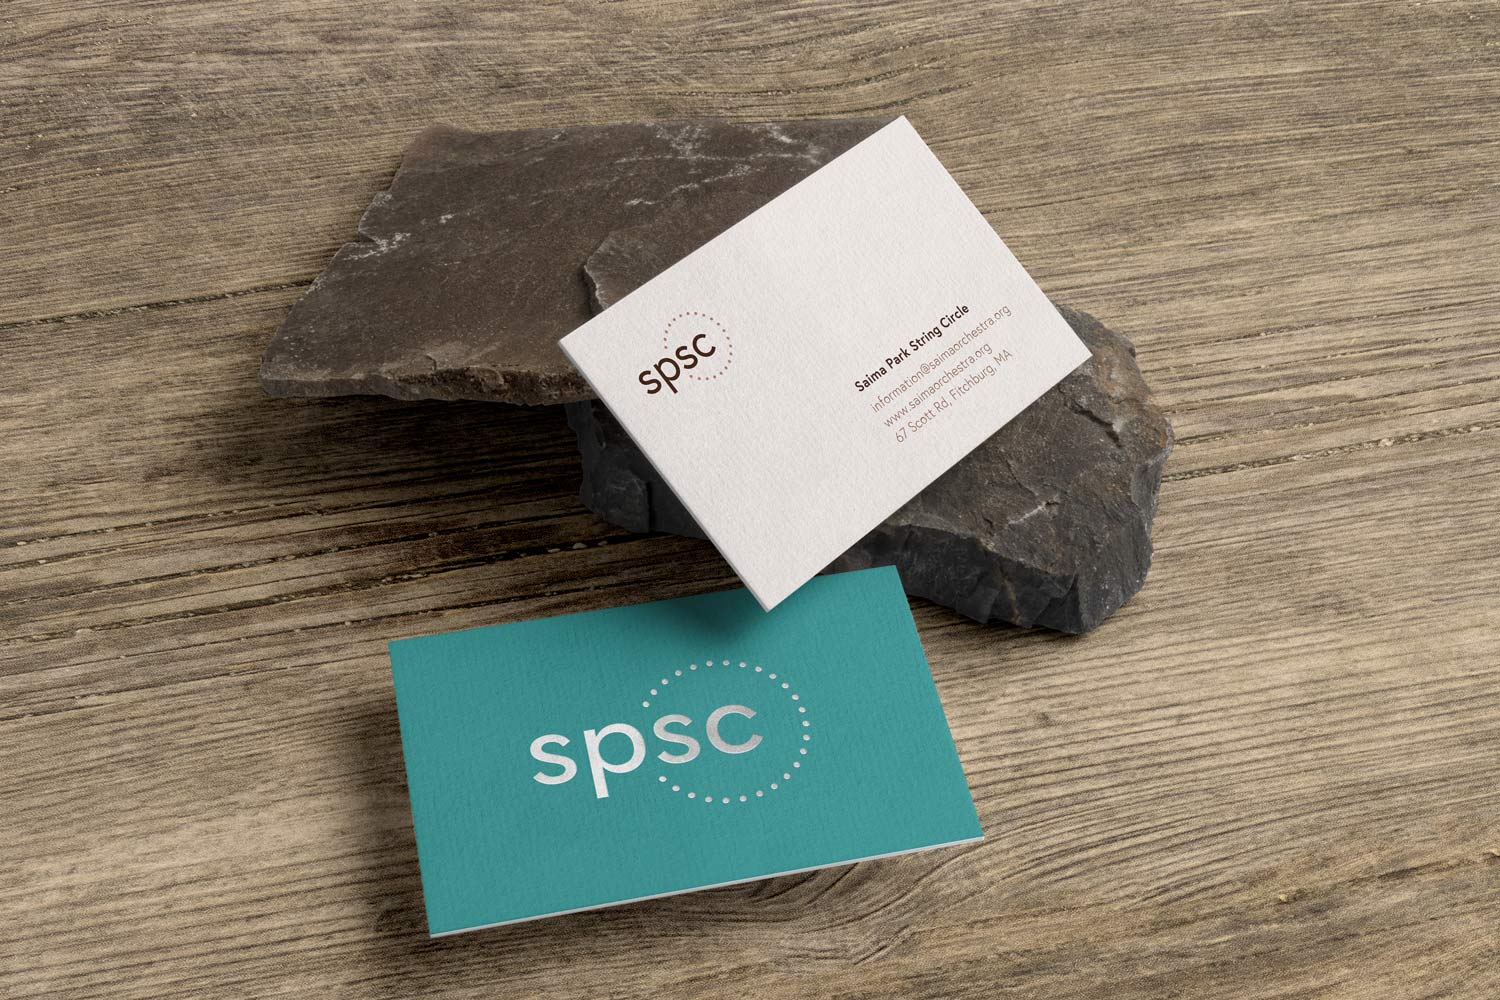 spsc
Saima Park String Circle
information@saimaorchestra.org
www.saimaorchestra.org
67 Scott Rd, Fitchburg, MA
spsc